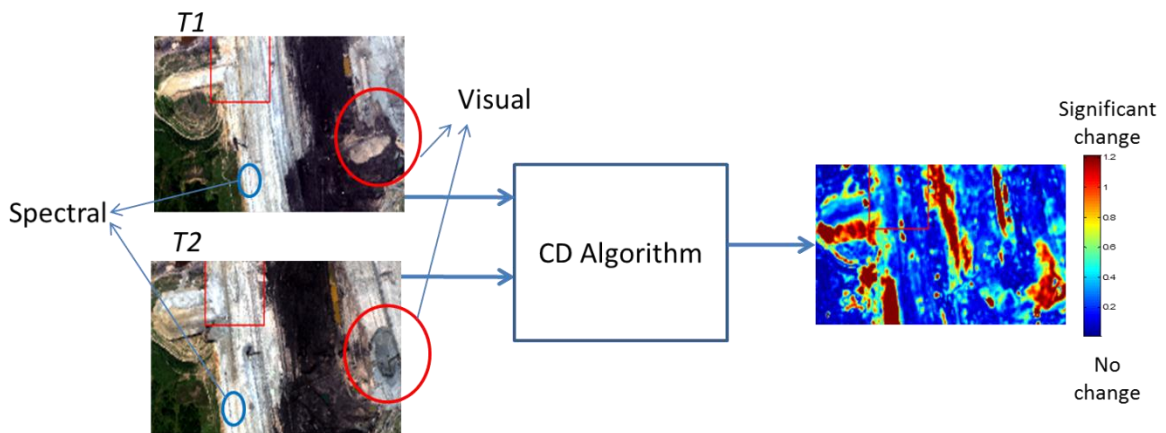 T1
Visual
Spectral
T2
CD Algorithm
Significant
change
1.2
1
0.8
0.6
0.4
0.2
No
change